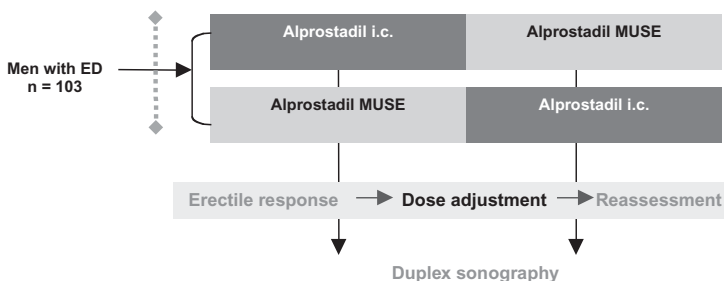 Alprostadil i.c.
Alprostadil MUSE
Men with ED
n = 103
Alprostadil MUSE
Alprostadil i.c.
Erectile response
Dose adjustment
Reassessment
Duplex sonography